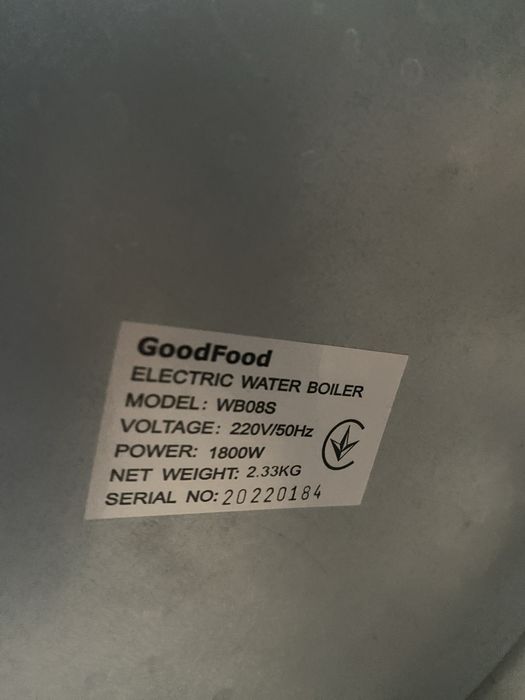 GoodFood
ELECTRIC WATER BOILER
MODEL: WB08S
VOLTAGE: 220V/50Hz
POWER: 1800W
NET WEIGHT: 2.33KG
SERIAL NO: 20220184